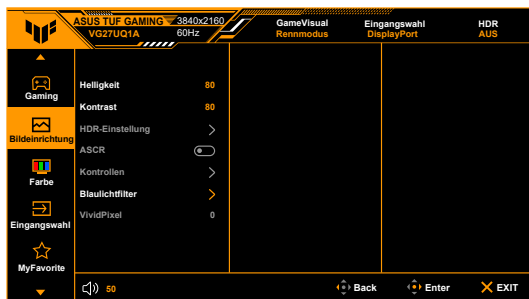 ASUS TUF GAMING
VG27UQ1A
3840x2160
60Hz
GameVisual
Rennmodus
Eingangswahl
DisplayPort
HDR
AUS
Gaming
Bildeinrichtung
Farbe
Eingangswahl
MyFavorite
Helligkeit 80
Kontrast 80
HDR-Einstellung
ASCR
Kontrollen
Blaulichtfilter
VividPixel 0
50
Back
Enter
EXIT